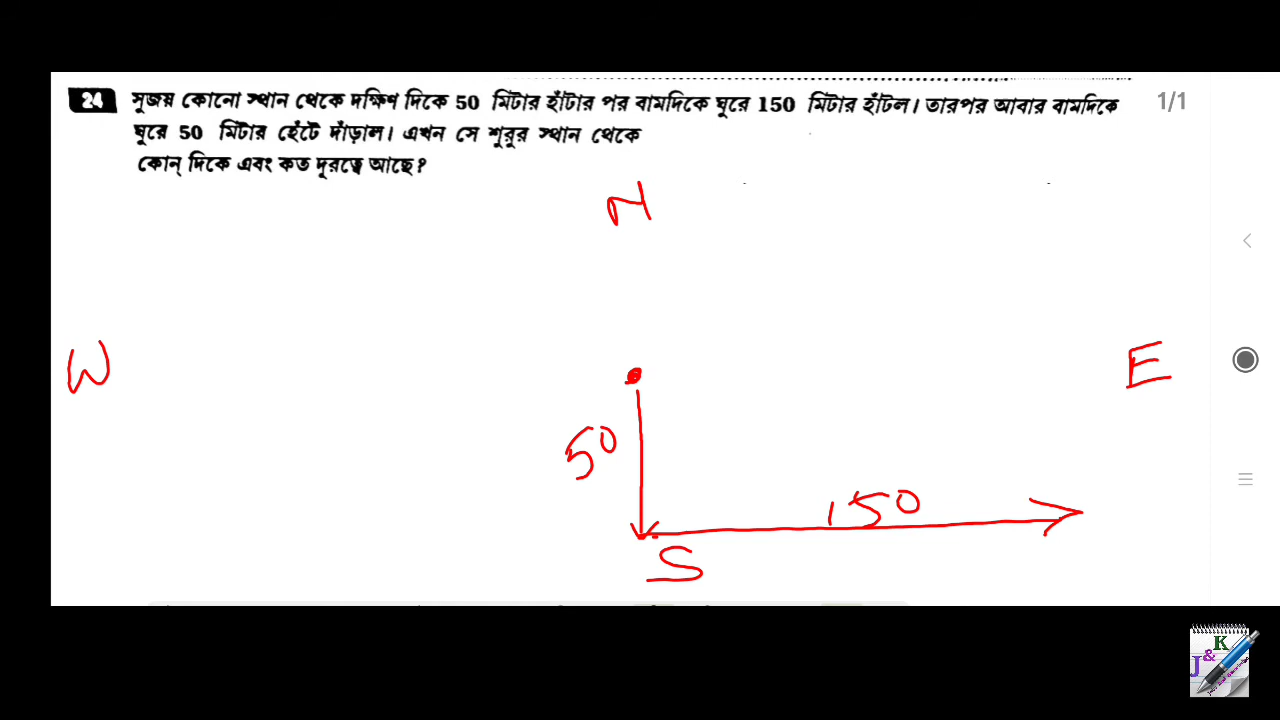 24 সুজয় কোনো স্থান থেকে দক্ষিণ দিকে 50 মিটার হাঁটার পর বামদিকে ঘুরে 150 মিটার হাঁটল। তারপর আবার বামদিকে
ঘুরে 50 মিটার হেঁটে দাঁড়াল। এখন সে শুরুর স্থান থেকে
কোন্ দিকে এবং কত দূরত্বে আছে?
1/1
N
W
E
50
150
S
J&K